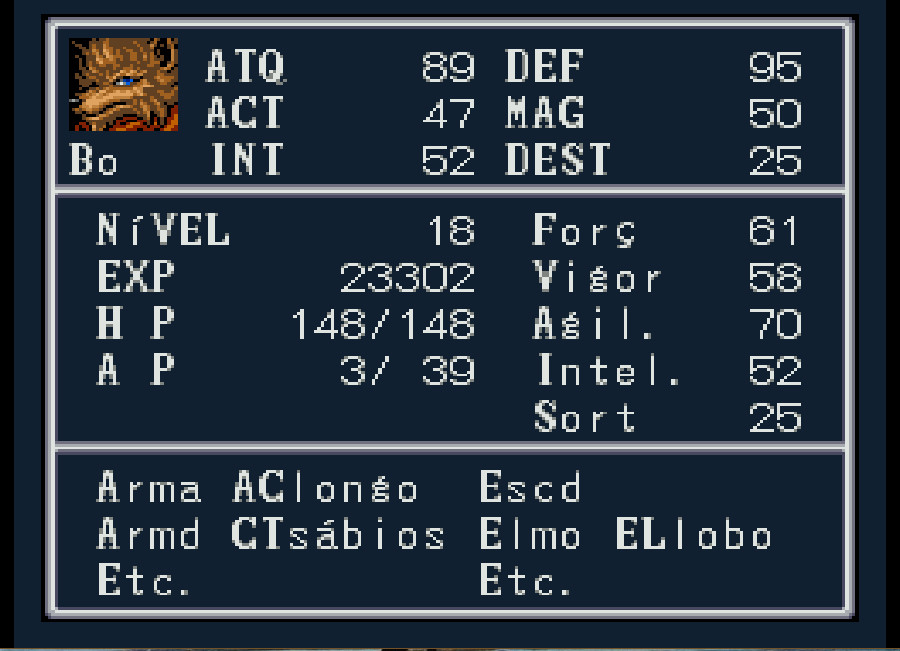 ATQ 89 DEF 95
ACT 47 MAG 50
Bo INT 52 DEST 25
NíVEL 18 Forç 61
EXP 23302 Vigor 58
H P 148/148 Agil. 70
A P 3/ 39 Intel. 52
Sort 25
Arma AClongo Escd
Armd CTsábios Elmo ELlobo
Etc. Etc.